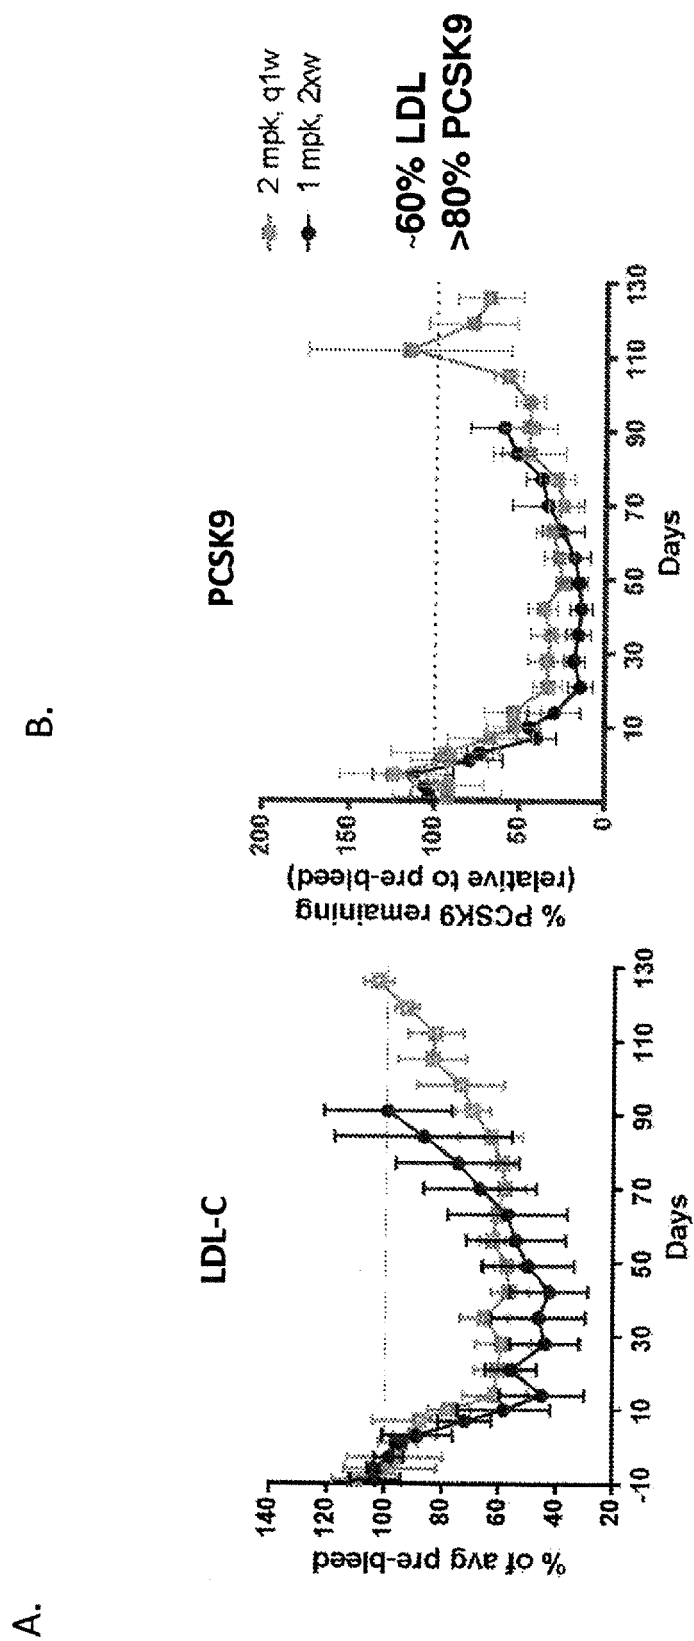 A.
LDL-C
% of avg pre-bleed
140
120
100
80
60
40
20
-10
10
30
50
70
90
110
130
Days
B.
PCSK9
% PCSK9 remaining
(relative to pre-bleed)
200
150
100
50
0
10
30
50
70
90
110
130
Days
2 mpk, q1w
1 mpk, 2xw
~60% LDL
>80% PCSK9